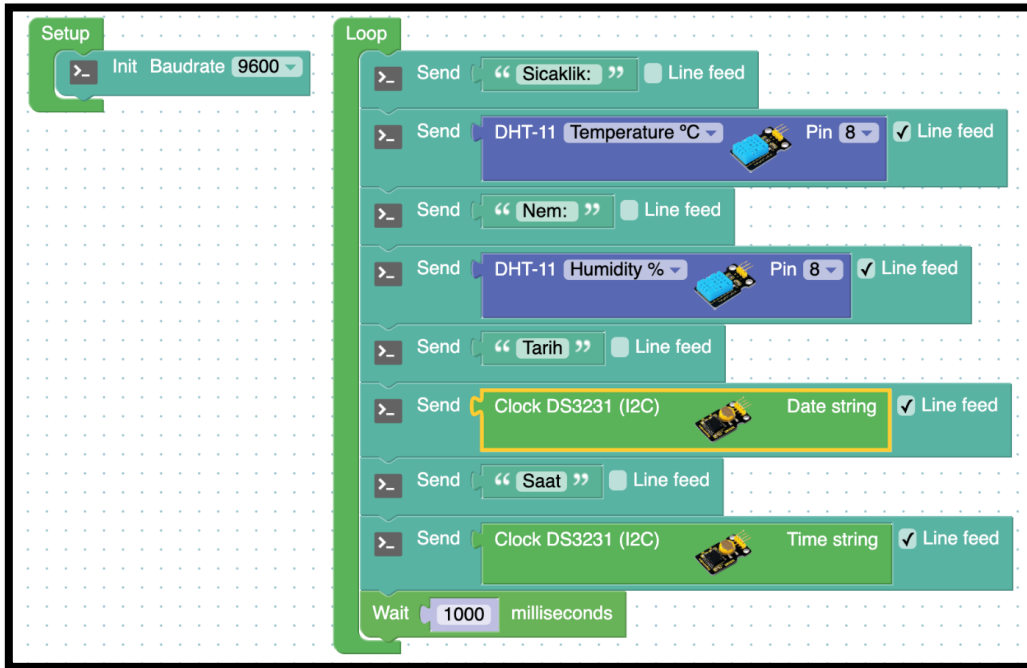 Setup
Init Baudrate 9600
Loop
Send “ Sicaklik: ” Line feed
Send DHT-11 Temperature ºC Pin 8 Line feed
Send “ Nem: ” Line feed
Send DHT-11 Humidity % Pin 8 Line feed
Send “ Tarih ” Line feed
Send Clock DS3231 (I2C) Date string Line feed
Send “ Saat ” Line feed
Send Clock DS3231 (I2C) Time string Line feed
Wait 1000 milliseconds